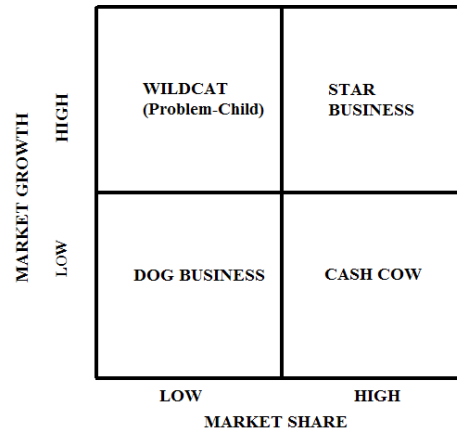 WILDCAT
(Problem-Child)
STAR
BUSINESS
MARKET GROWTH
HIGH
LOW
DOG BUSINESS
CASH COW
LOW
HIGH
MARKET SHARE